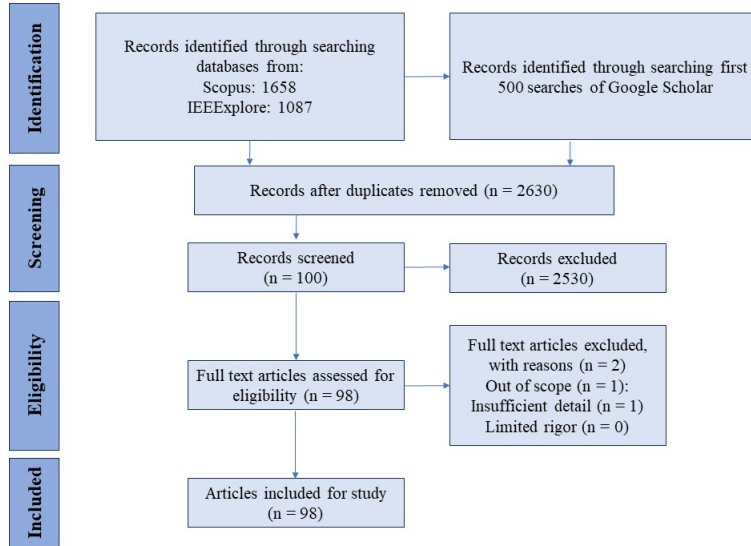 Identification
Records identified through searching
databases from:
Scopus: 1658
IEEExplore: 1087
Records identified through searching first
500 searches of Google Scholar
Screening
Records after duplicates removed (n = 2630)
Records screened
(n = 100)
Records excluded
(n = 2530)
Eligibility
Full text articles assessed for
eligibility (n = 98)
Full text articles excluded,
with reasons (n = 2)
Out of scope (n = 1):
Insufficient detail (n = 1)
Limited rigor (n = 0)
Included
Articles included for study
(n = 98)